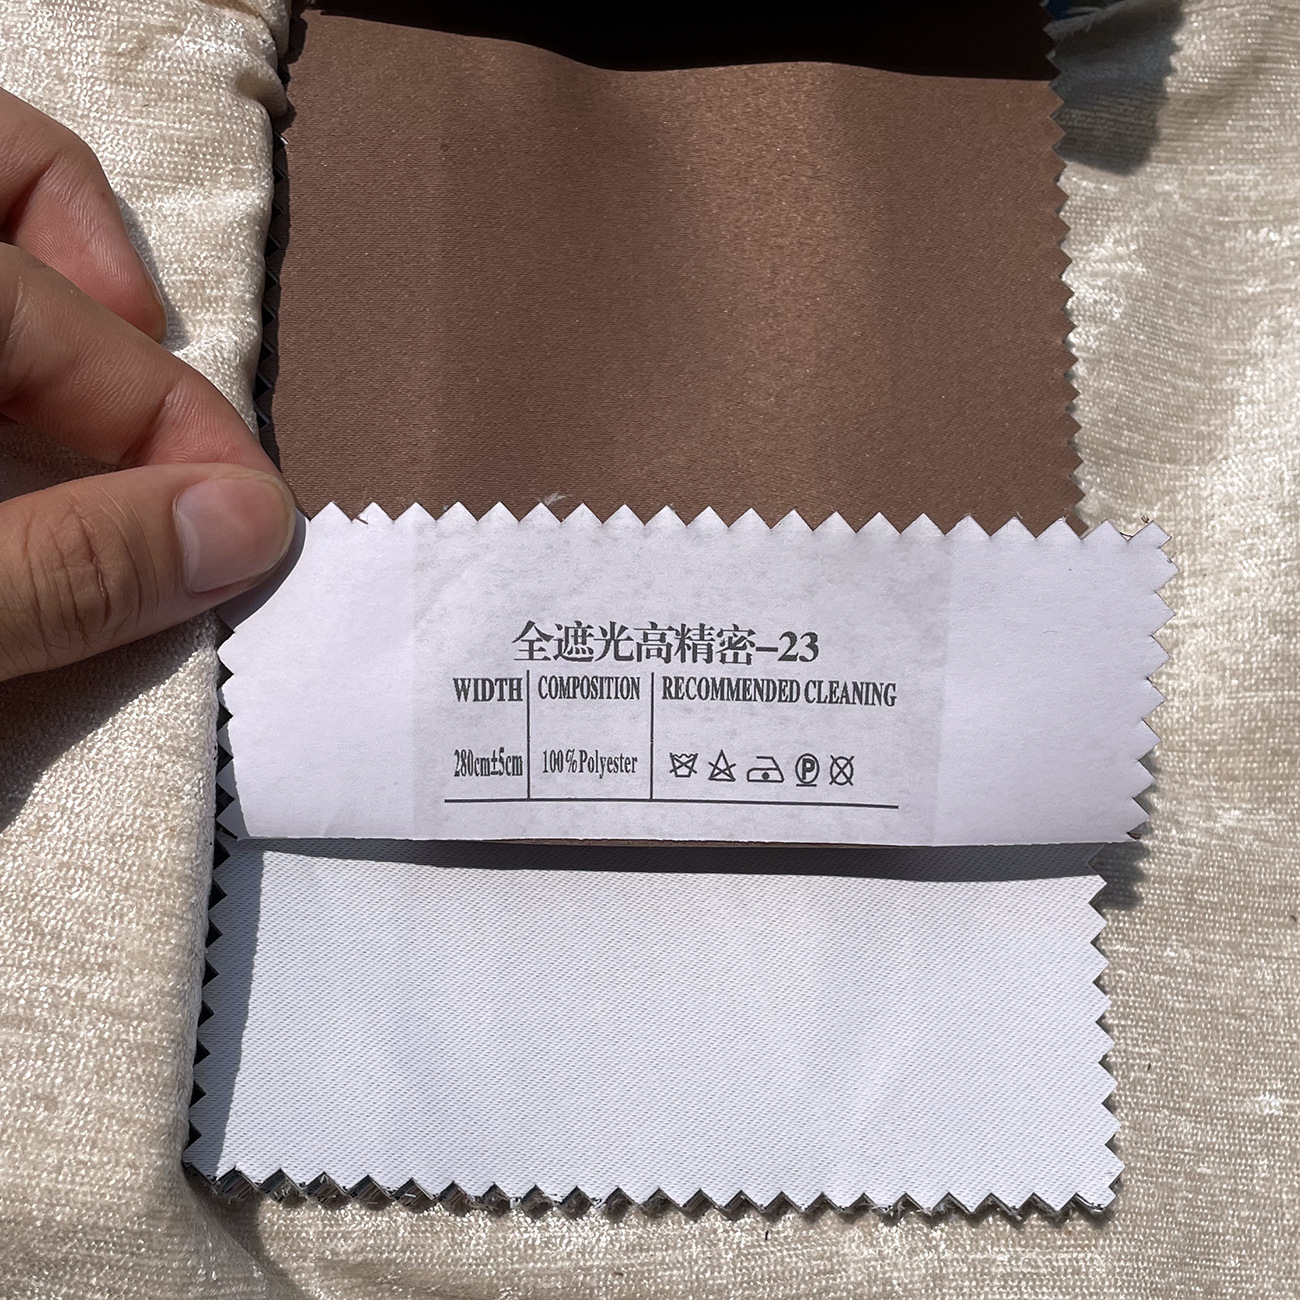 全遮光高精密-23
WIDTH COMPOSITION RECOMMENDED CLEANING
280cm±5cm 100%Polyester P